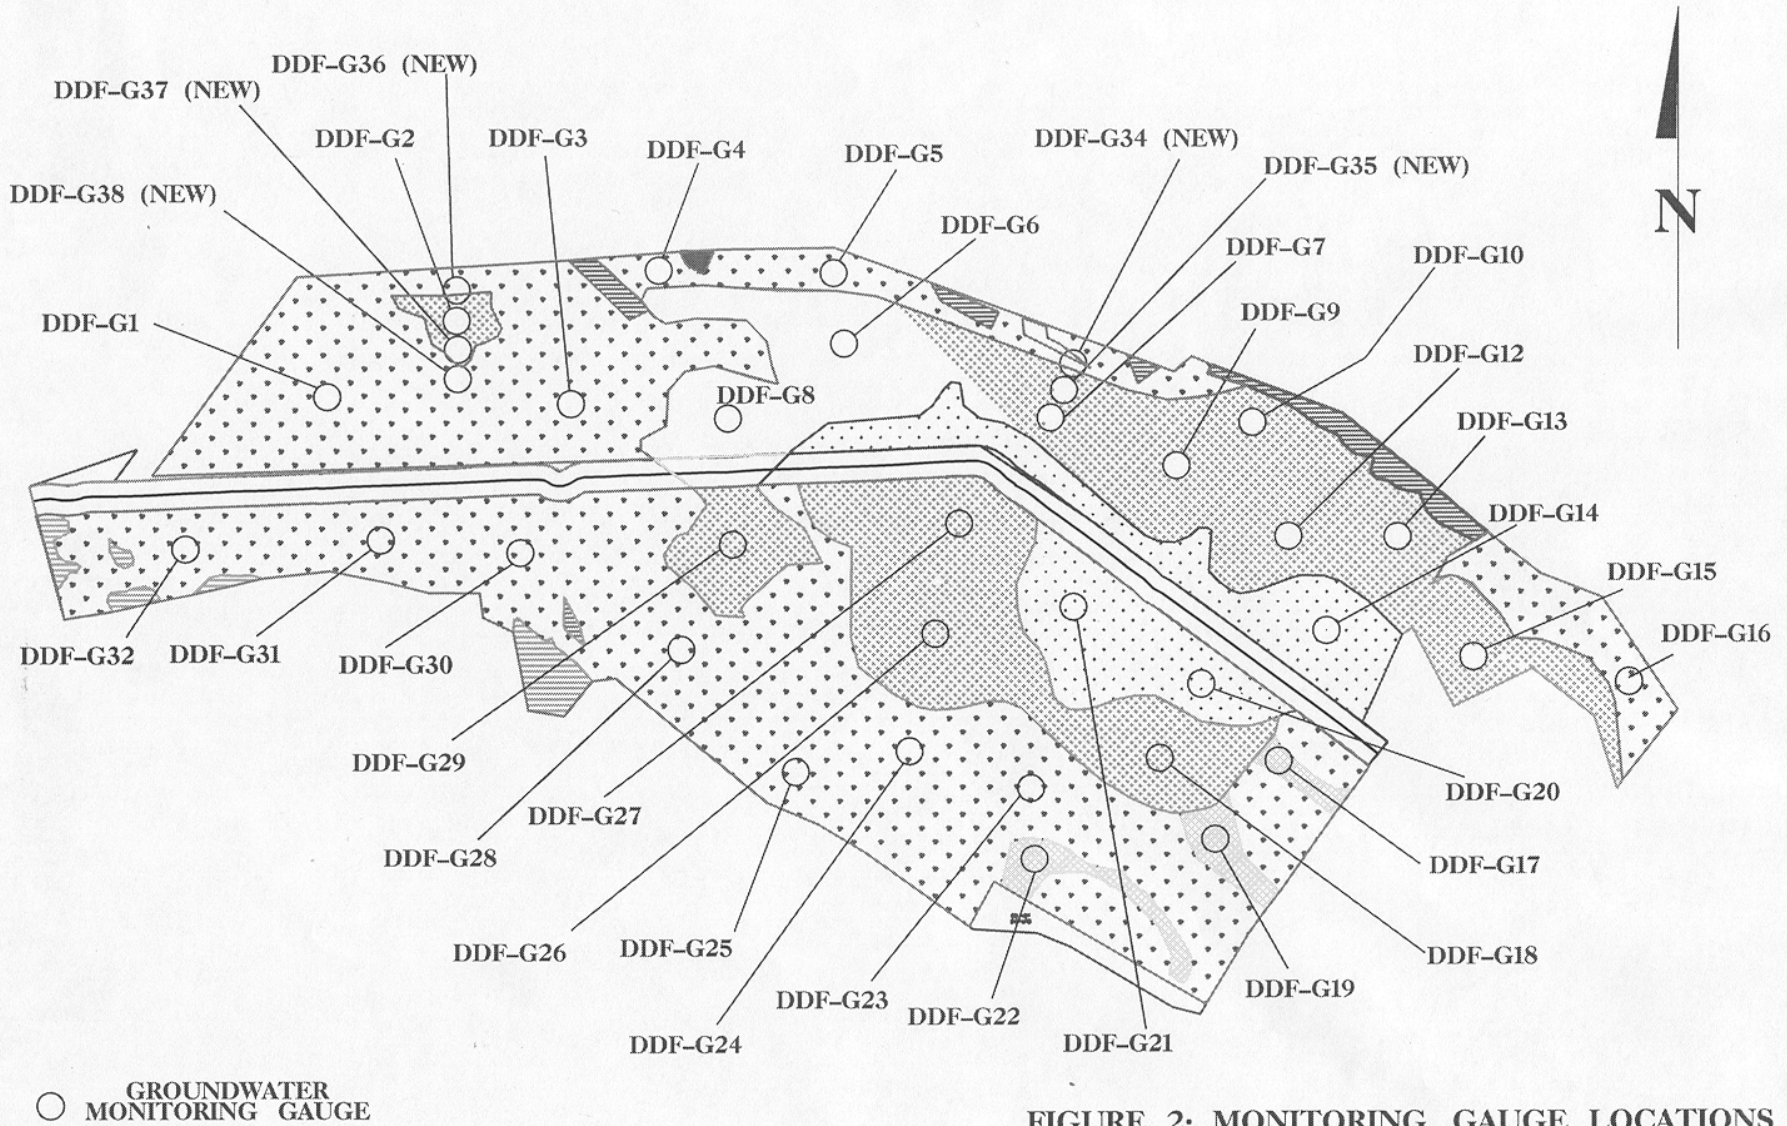 DDF-G36 (NEW)
DDF-G37 (NEW)
DDF-G2
DDF-G3
DDF-G4
DDF-G5
DDF-G34 (NEW)
DDF-G35 (NEW)
DDF-G38 (NEW)
DDF-G6
DDF-G7
DDF-G10
N
DDF-G1
DDF-G9
DDF-G12
DDF-G8
DDF-G13
DDF-G14
DDF-G15
DDF-G16
DDF-G32
DDF-G31
DDF-G30
DDF-G29
DDF-G20
DDF-G27
DDF-G28
DDF-G17
DDF-G26
DDF-G25
DDF-G18
DDF-G19
DDF-G23
DDF-G22
DDF-G24
DDF-G21
GROUNDWATER
MONITORING GAUGE
FIGURE 2: MONITORING GAUGE LOCATIONS